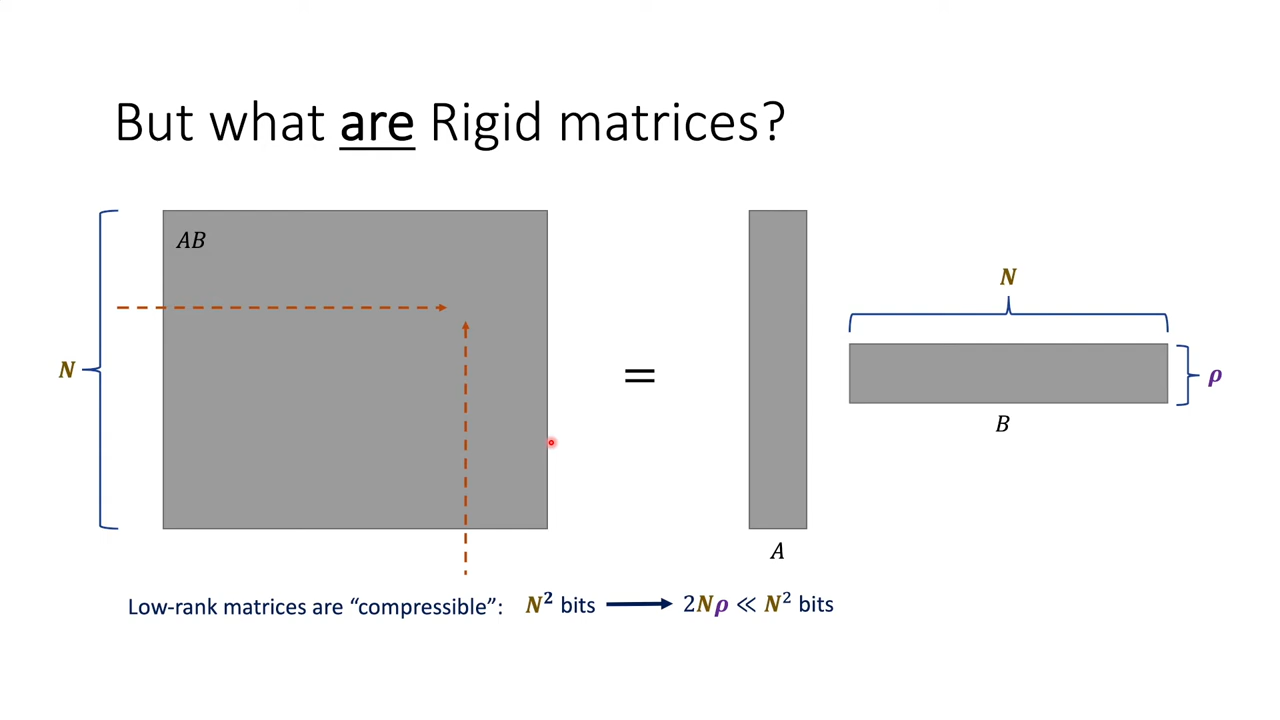 But what are Rigid matrices?
AB
N
=
N
ρ
B
A
Low-rank matrices are “compressible”: N² bits → 2Nρ ≪ N² bits